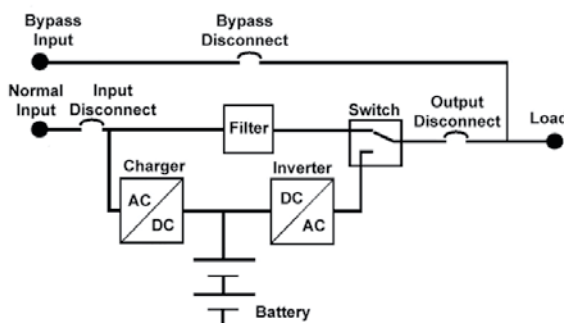 Bypass
Input
Bypass
Disconnect
Normal
Input
Input
Disconnect
Filter
Switch
Output
Disconnect
Load
Charger
AC
DC
Inverter
DC
AC
Battery